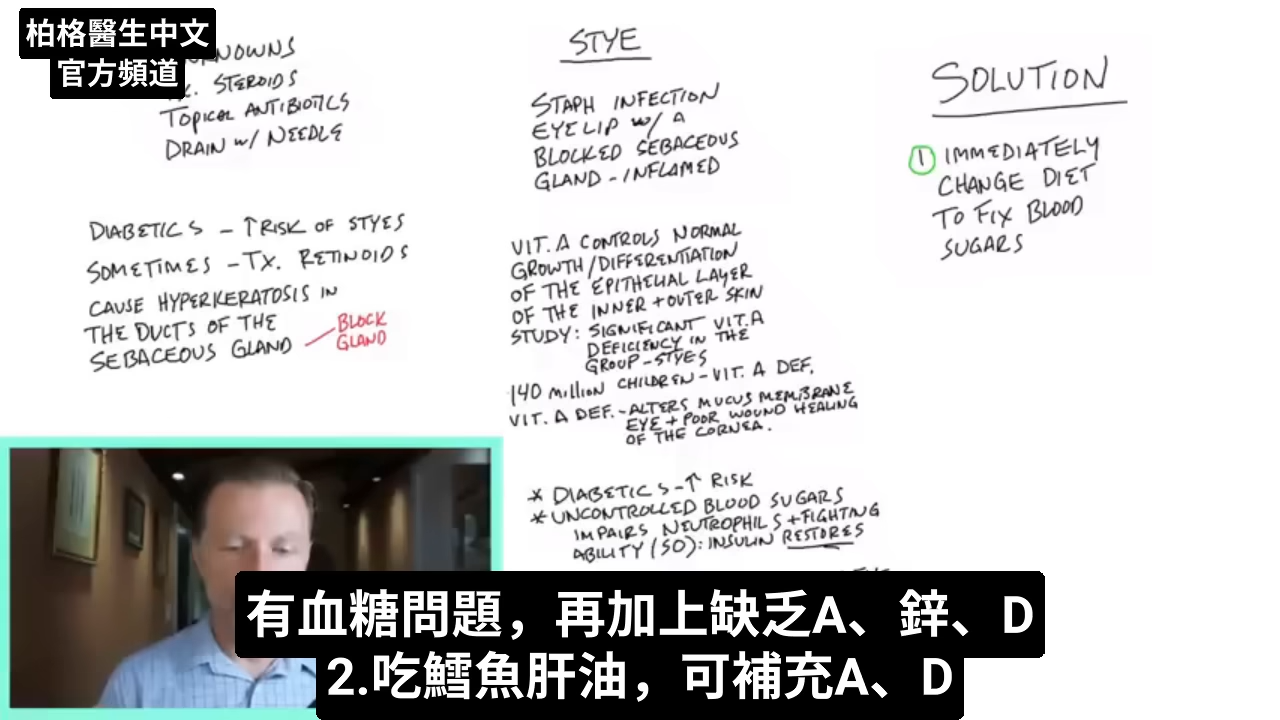 柏格醫生中文
官方頻道
TX. STEROIDS
TOPICAL ANTIBIOTICS
DRAIN W/ NEEDLE
DIABETICS - ↑ RISK OF STYES
SOMETIMES - TX. RETINOIDS
CAUSE HYPERKERATOSIS IN
THE DUCTS OF THE
SEBACEOUS GLAND
BLOCK
GLAND
STYE
STAPH INFECTION
EYE LIP W/ A
BLOCKED SEBACEOUS
GLAND - INFLAMED
VIT. A CONTROLS NORMAL
GROWTH/DIFFERENTIATION
OF THE EPITHELIAL LAYER
OF THE INNER + OUTER SKIN
STUDY: SIGNIFICANT VIT. A
DEFICIENCY IN THE
GROUP - STYES
140 MILLION CHILDREN - VIT. A DEF.
VIT. A DEF. - ALTERS MUCUS MEMBRANE
EYE + POOR WOUND HEALING
OF THE CORNEA.
* DIABETICS - ↑ RISK
* UNCONTROLLED BLOOD SUGARS
IMPAIRS NEUTROPHILS + FIGHTING
ABILITY (SO): INSULIN RESTORES
SOLUTION
① IMMEDIATELY
CHANGE DIET
TO FIX BLOOD
SUGARS
有血糖問題，再加上缺乏A、鋅、D
2.吃鱈魚肝油，可補充A、D